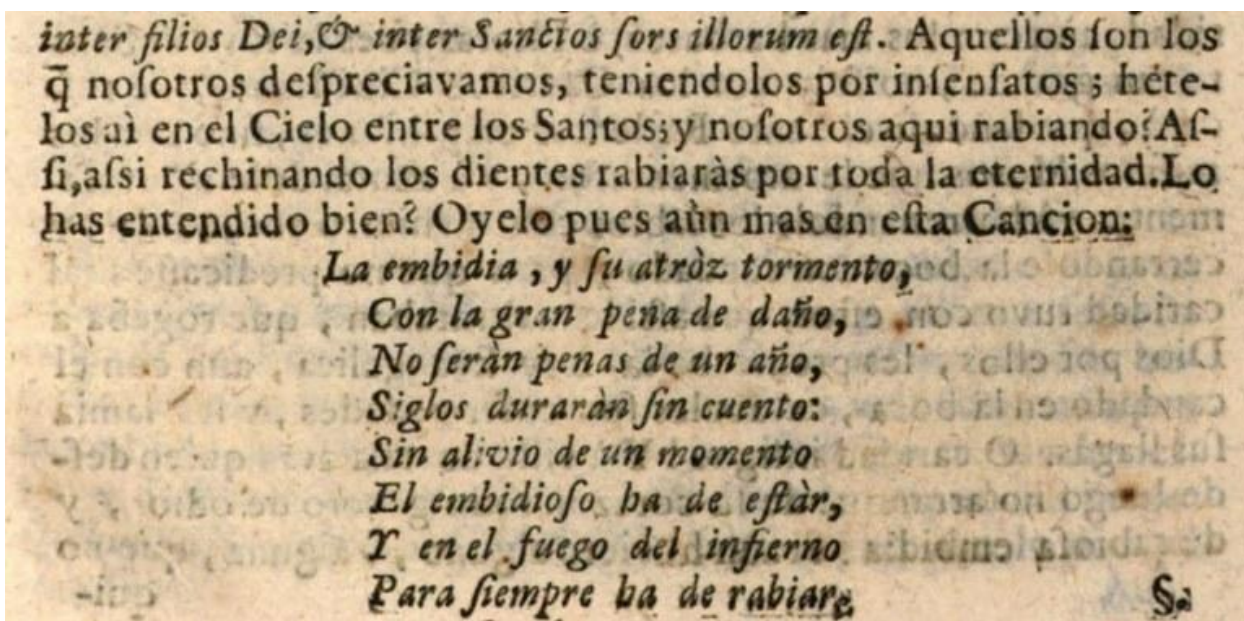 inter filios Dei,& inter Sanctos ſors illorum eſt. Aquellos ſon los
q̄ noſotros deſpreciavamos, teniendolos por inſenſatos ; hète-
los aì en el Cielo entre los Santos; y noſotros aqui rabiando? Aſ-
ſi,aſsi rechinando los dientes rabiaràs por toda la eternidad. Lo
has entendido bien? Oyelo pues aùn mas en eſta Cancion:
La embidia , y ſu atròz tormento,
Con la gran pena de daño,
No ſeràn penas de un año,
Siglos duraràn ſin cuento:
Sin alivio de un momento
El embidioſo ha de eſtàr,
Y en el fuego del infierno
Para ſiempre ha de rabiar.
§.